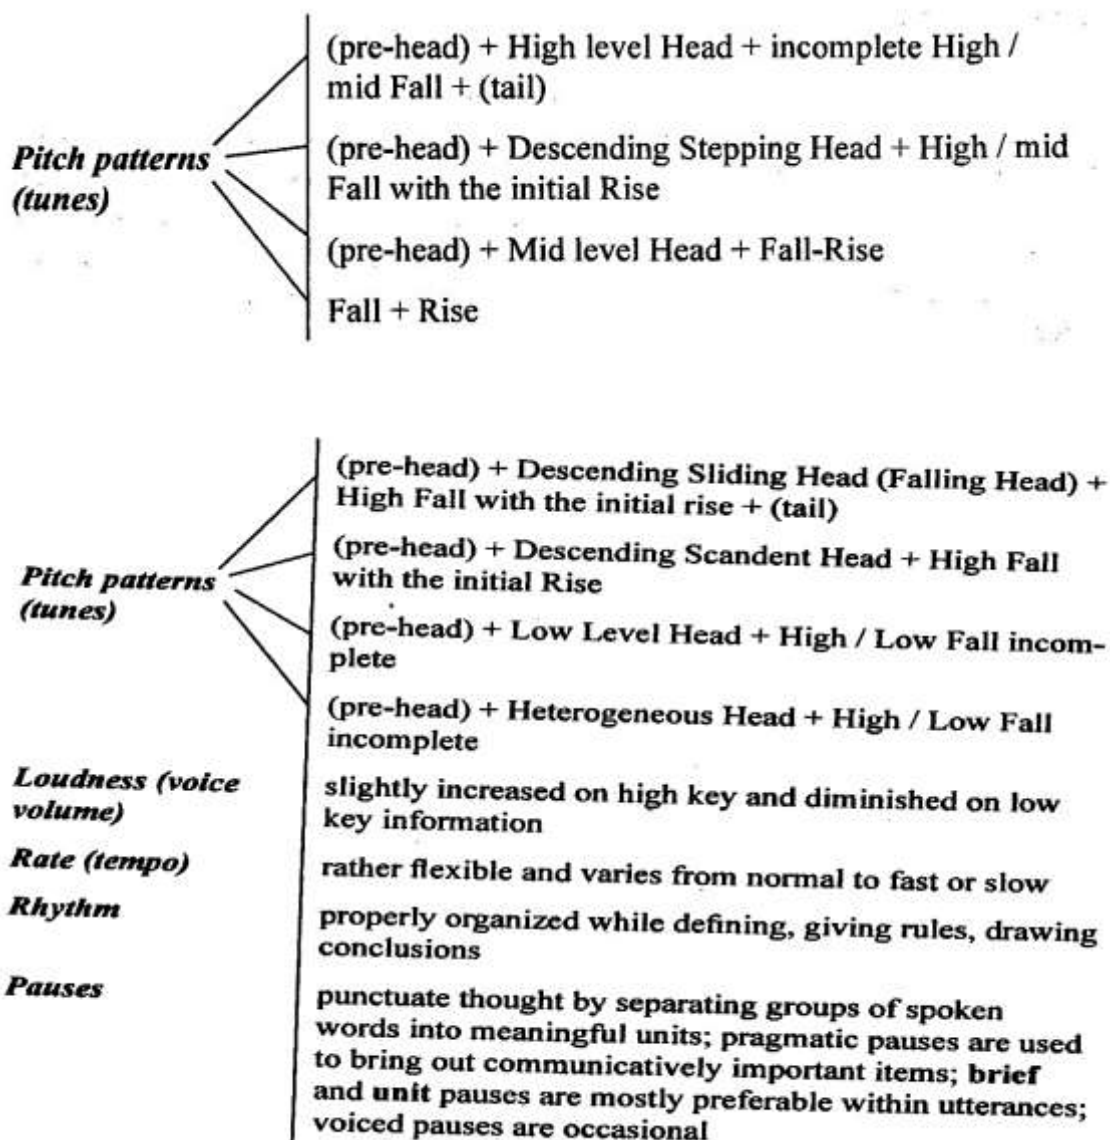 (pre-head) + High level Head + incomplete High /
mid Fall + (tail)
Pitch patterns
(tunes)
(pre-head) + Descending Stepping Head + High / mid
Fall with the initial Rise
(pre-head) + Mid level Head + Fall-Rise
Fall + Rise
(pre-head) + Descending Sliding Head (Falling Head) +
High Fall with the initial rise + (tail)
Pitch patterns
(tunes)
(pre-head) + Descending Scandent Head + High Fall
with the initial Rise
(pre-head) + Low Level Head + High / Low Fall incom-
plete
(pre-head) + Heterogeneous Head + High / Low Fall
incomplete
Loudness (voice
volume)
slightly increased on high key and diminished on low
key information
Rate (tempo)
rather flexible and varies from normal to fast or slow
Rhythm
properly organized while defining, giving rules, drawing
conclusions
Pauses
punctuate thought by separating groups of spoken
words into meaningful units; pragmatic pauses are used
to bring out communicatively important items; brief
and unit pauses are mostly preferable within utterances;
voiced pauses are occasional